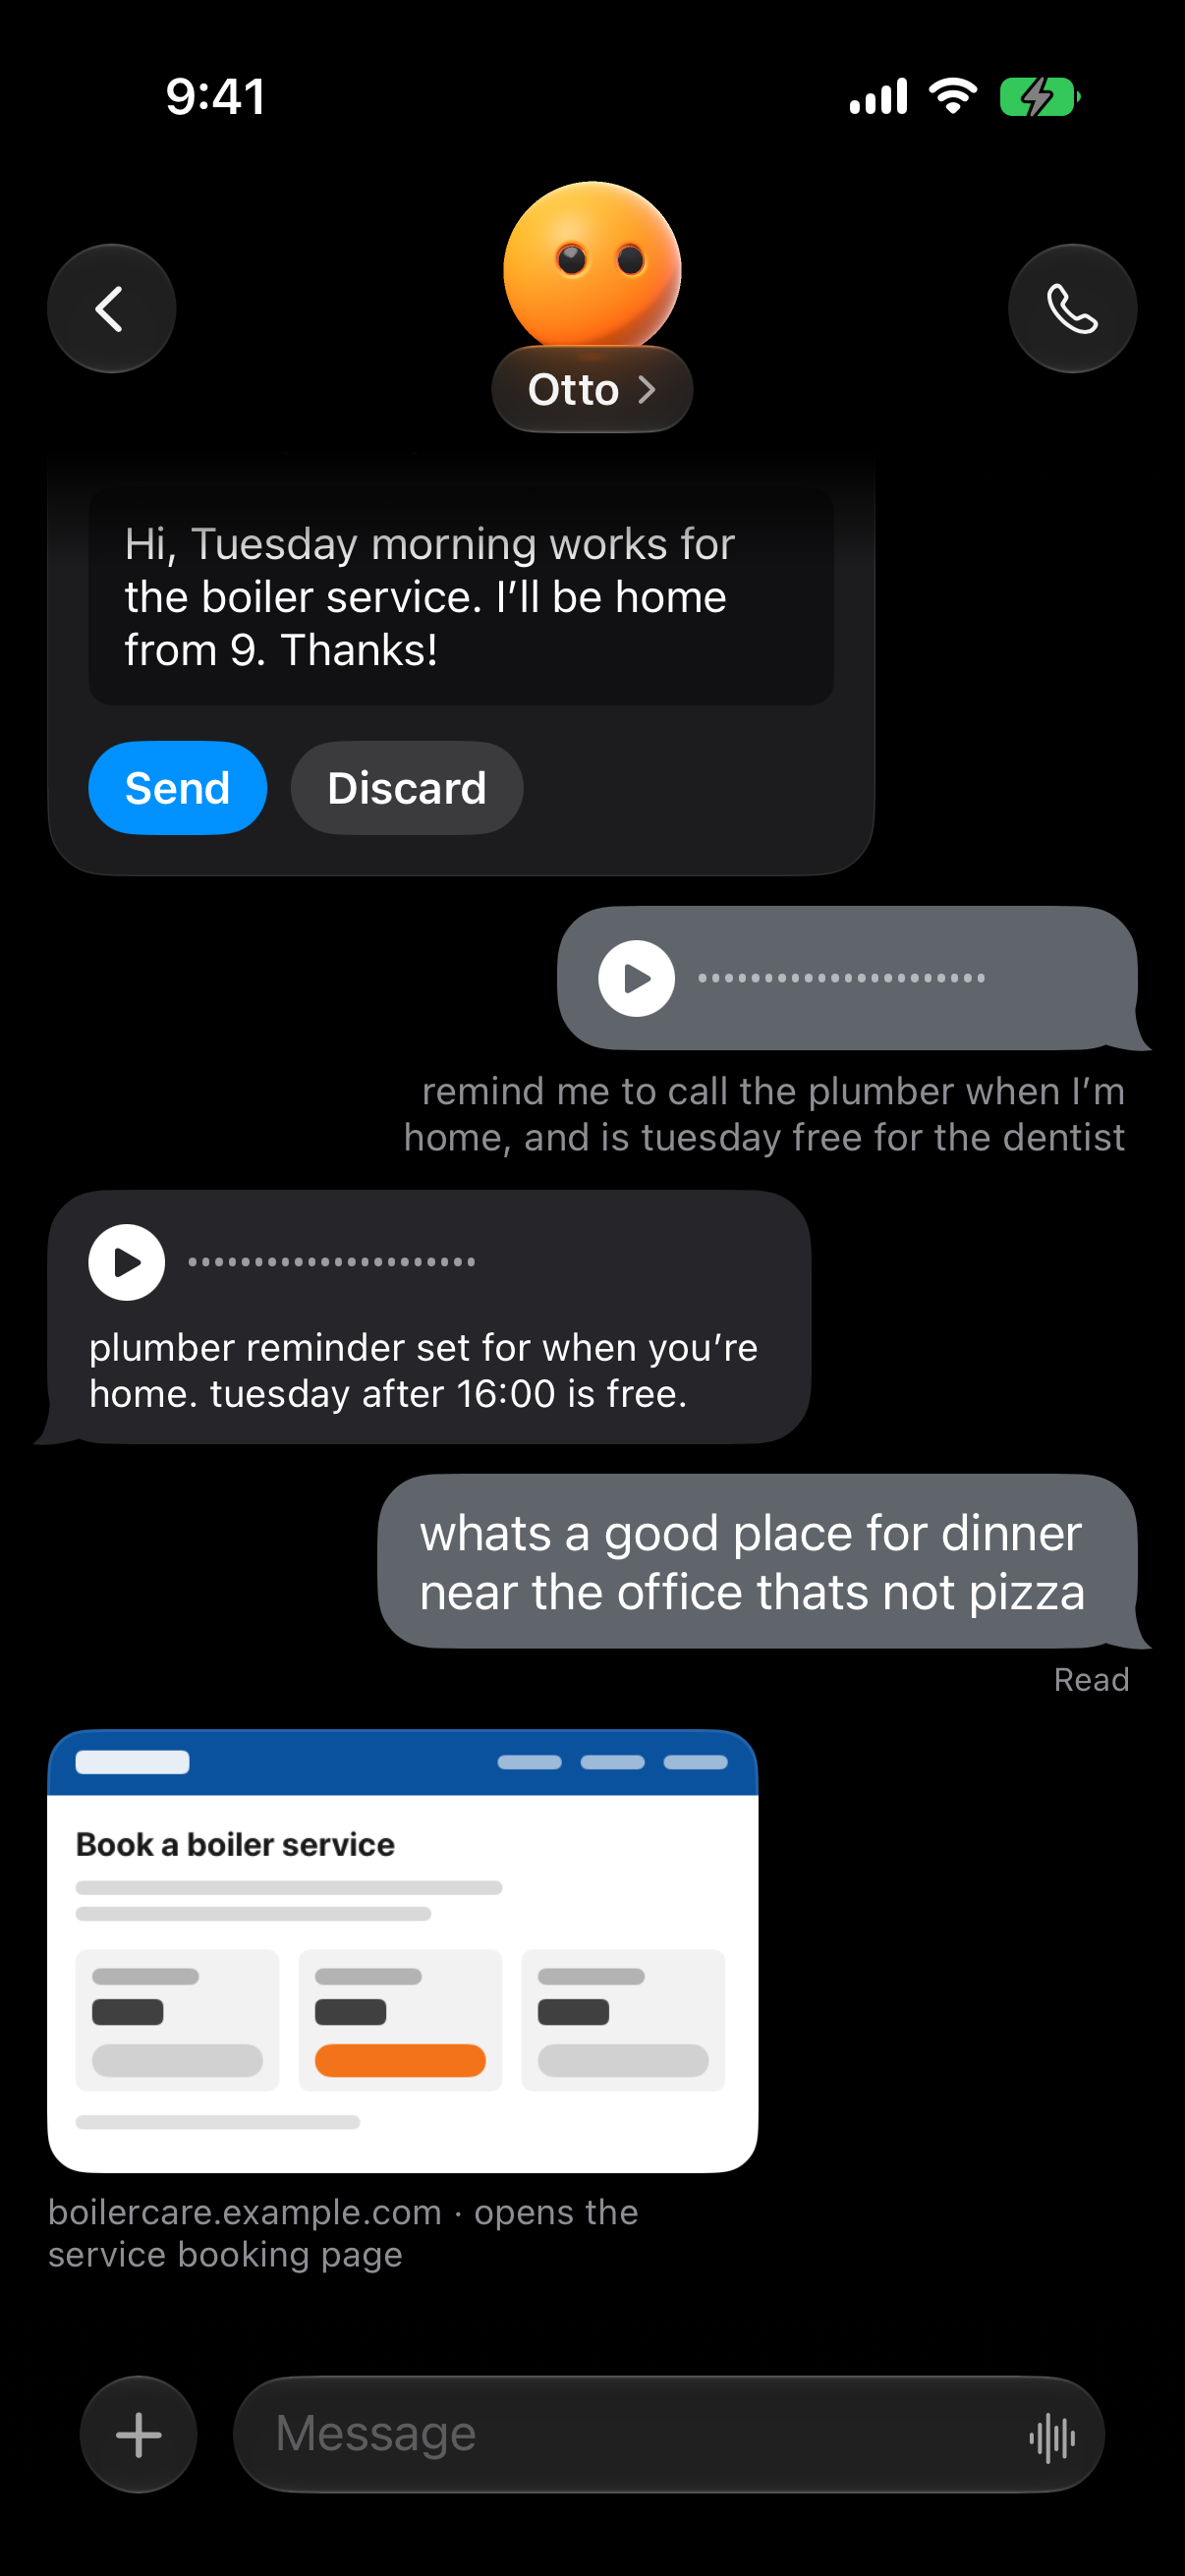 9:41
Otto
Hi, Tuesday morning works for
the boiler service. I’ll be home
from 9. Thanks!
Send
Discard
remind me to call the plumber when I’m
home, and is tuesday free for the dentist
plumber reminder set for when you’re
home. tuesday after 16:00 is free.
whats a good place for dinner
near the office thats not pizza
Read
Book a boiler service
boilercare.example.com · opens the
service booking page
Message